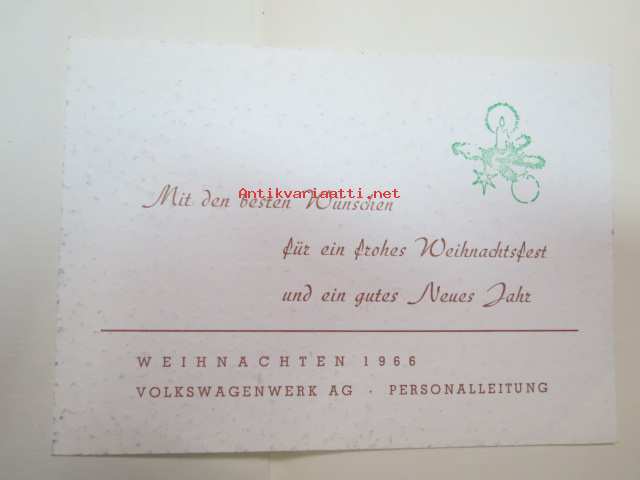 Mit den besten Wünschen
Antikvariaatti.net
für ein frohes Weihnachtsfest
und ein gutes Neues Jahr
WEIHNACHTEN 1966
VOLKSWAGENWERK AG · PERSONALLEITUNG